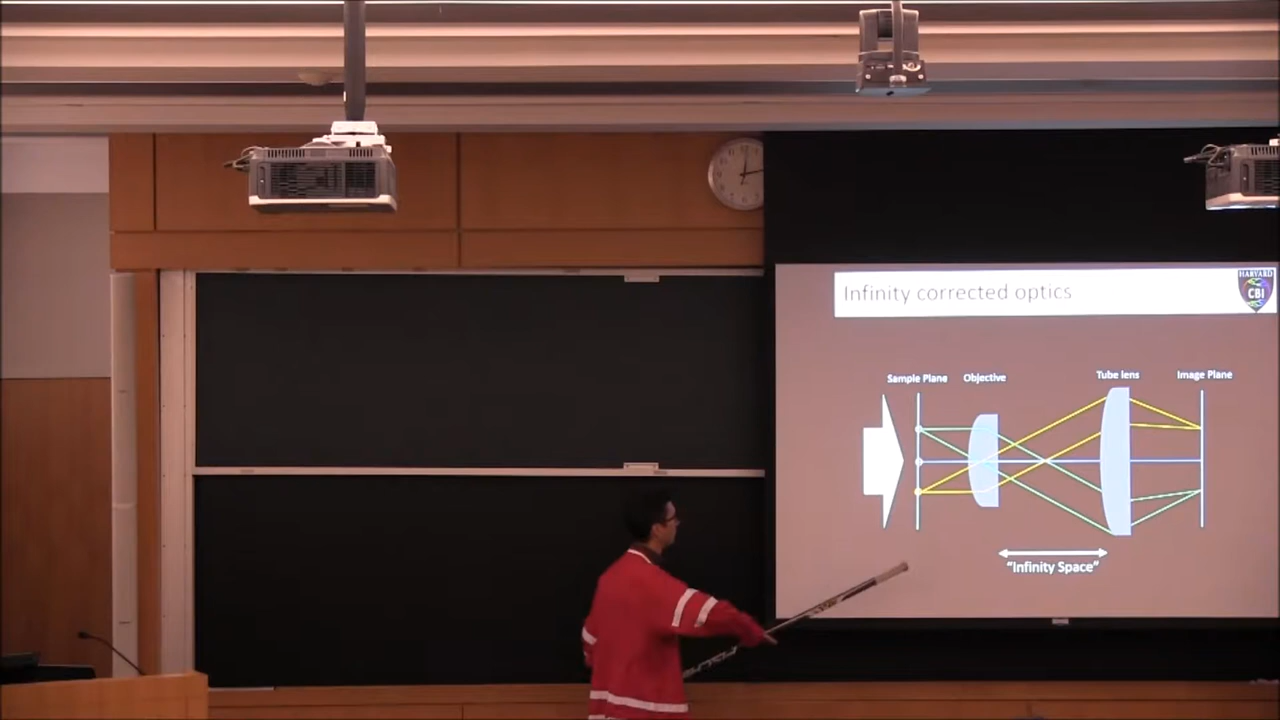 Infinity corrected optics
HARVARD
CBI
Sample Plane
Objective
Tube lens
Image Plane
"Infinity Space"